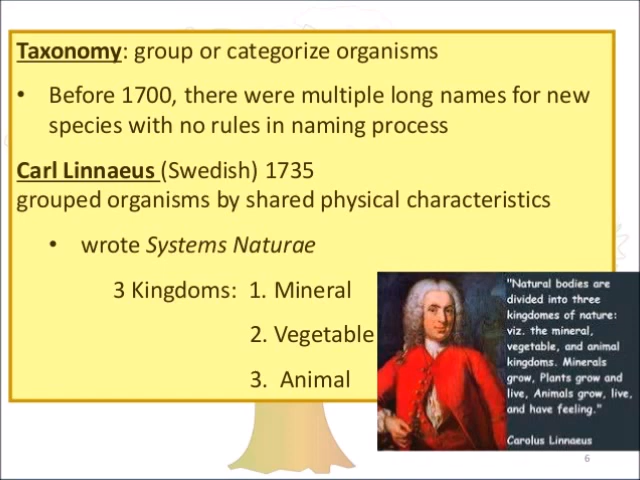 Taxonomy: group or categorize organisms
• Before 1700, there were multiple long names for new
species with no rules in naming process
Carl Linnaeus (Swedish) 1735
grouped organisms by shared physical characteristics
• wrote Systems Naturae
3 Kingdoms: 1. Mineral
2. Vegetable
3. Animal
"Natural bodies are
divided into three
kingdomes of nature:
viz. the mineral,
vegetable, and animal
kingdoms. Minerals
grow, Plants grow and
live, Animals grow, live,
and have feeling."
Carolus Linnaeus
6